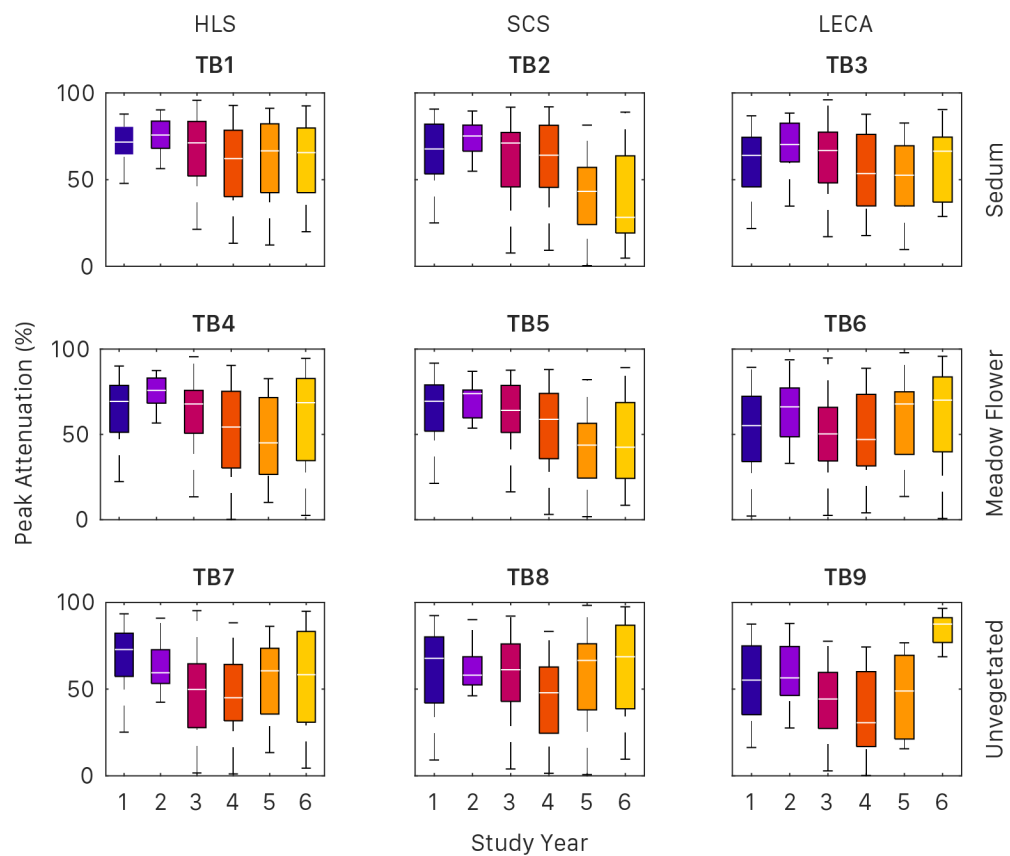 HLS SCS LECA
TB1 TB2 TB3
100
50
0
Sedum
TB4 TB5 TB6
Peak Attenuation (%)
100
50
0
Meadow Flower
TB7 TB8 TB9
100
50
0
Unvegetated
1 2 3 4 5 6 1 2 3 4 5 6 1 2 3 4 5 6
Study Year